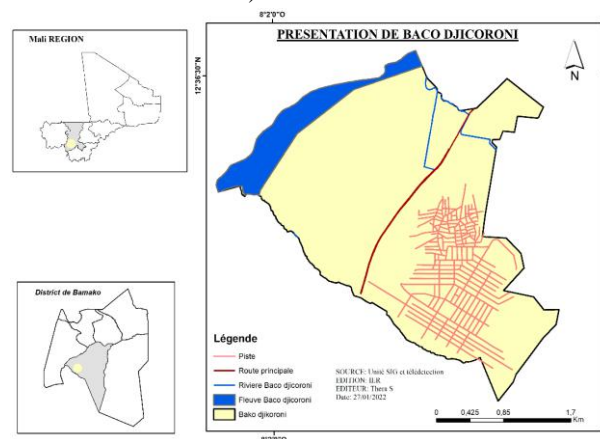 8°2'0"O
PRESENTATION DE BACO DJICORONI
Mali REGION
12°36'30"N
N
District de Bamako
Légende
Piste
Route principale
Riviere Baco djicoroni
Fleuve Baco djicoroni
Bako djikoroni
SOURCE: Unité SIG et télédetection
EDITION: ILR
EDITEUR: Thera S
Date: 27/01/2022
0 0,425 0,85 1,7
Km